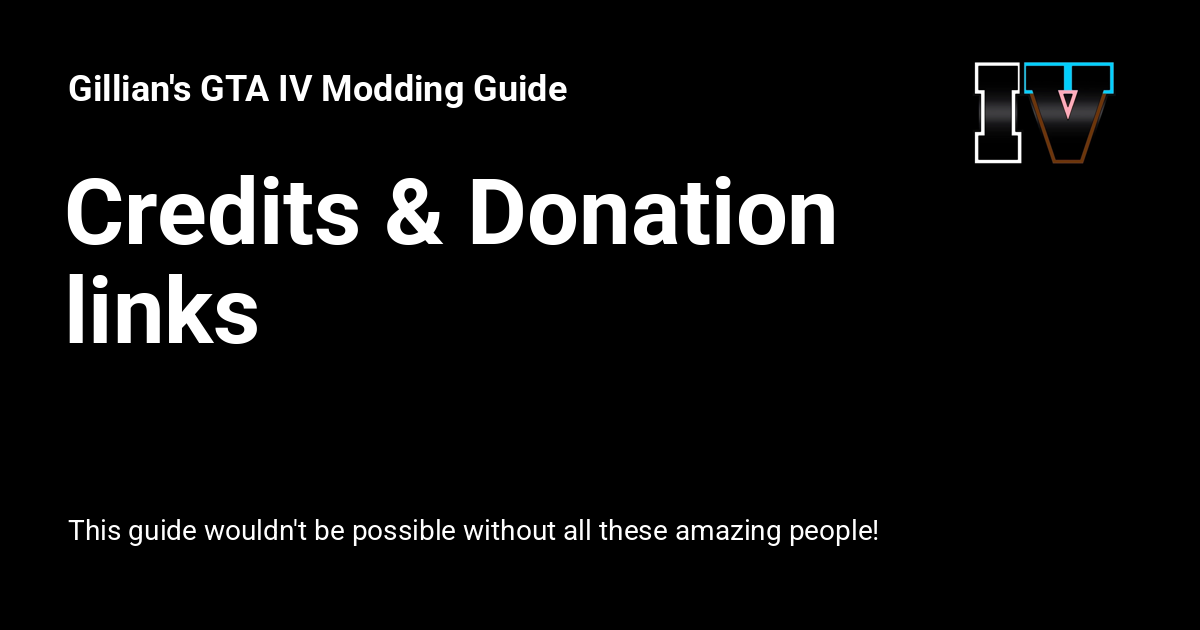 Gillian's GTA IV Modding Guide
IV
Credits & Donation
links
This guide wouldn't be possible without all these amazing people!